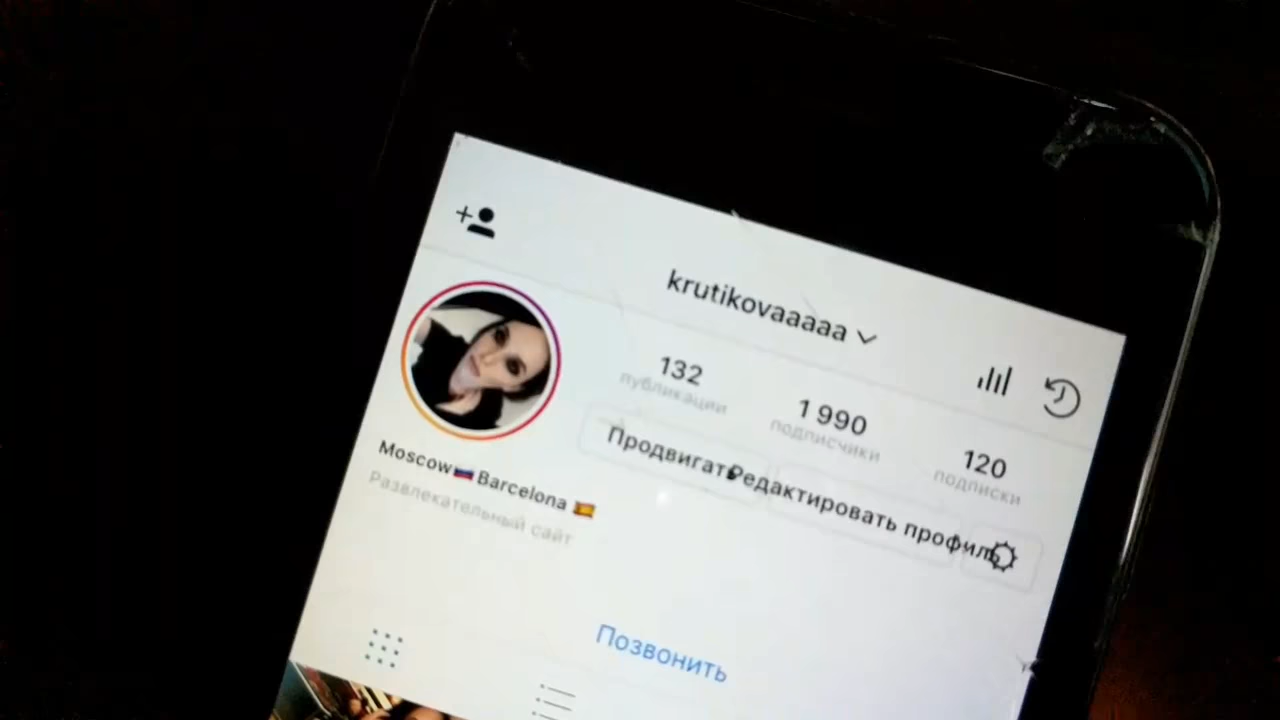 krutikovaaaaa
132
публикации
1 990
подписчики
120
подписки
Продвигать
Редактировать профиль
Moscow🇷🇺Barcelona 🇪🇸
Развлекательный сайт
Позвонить